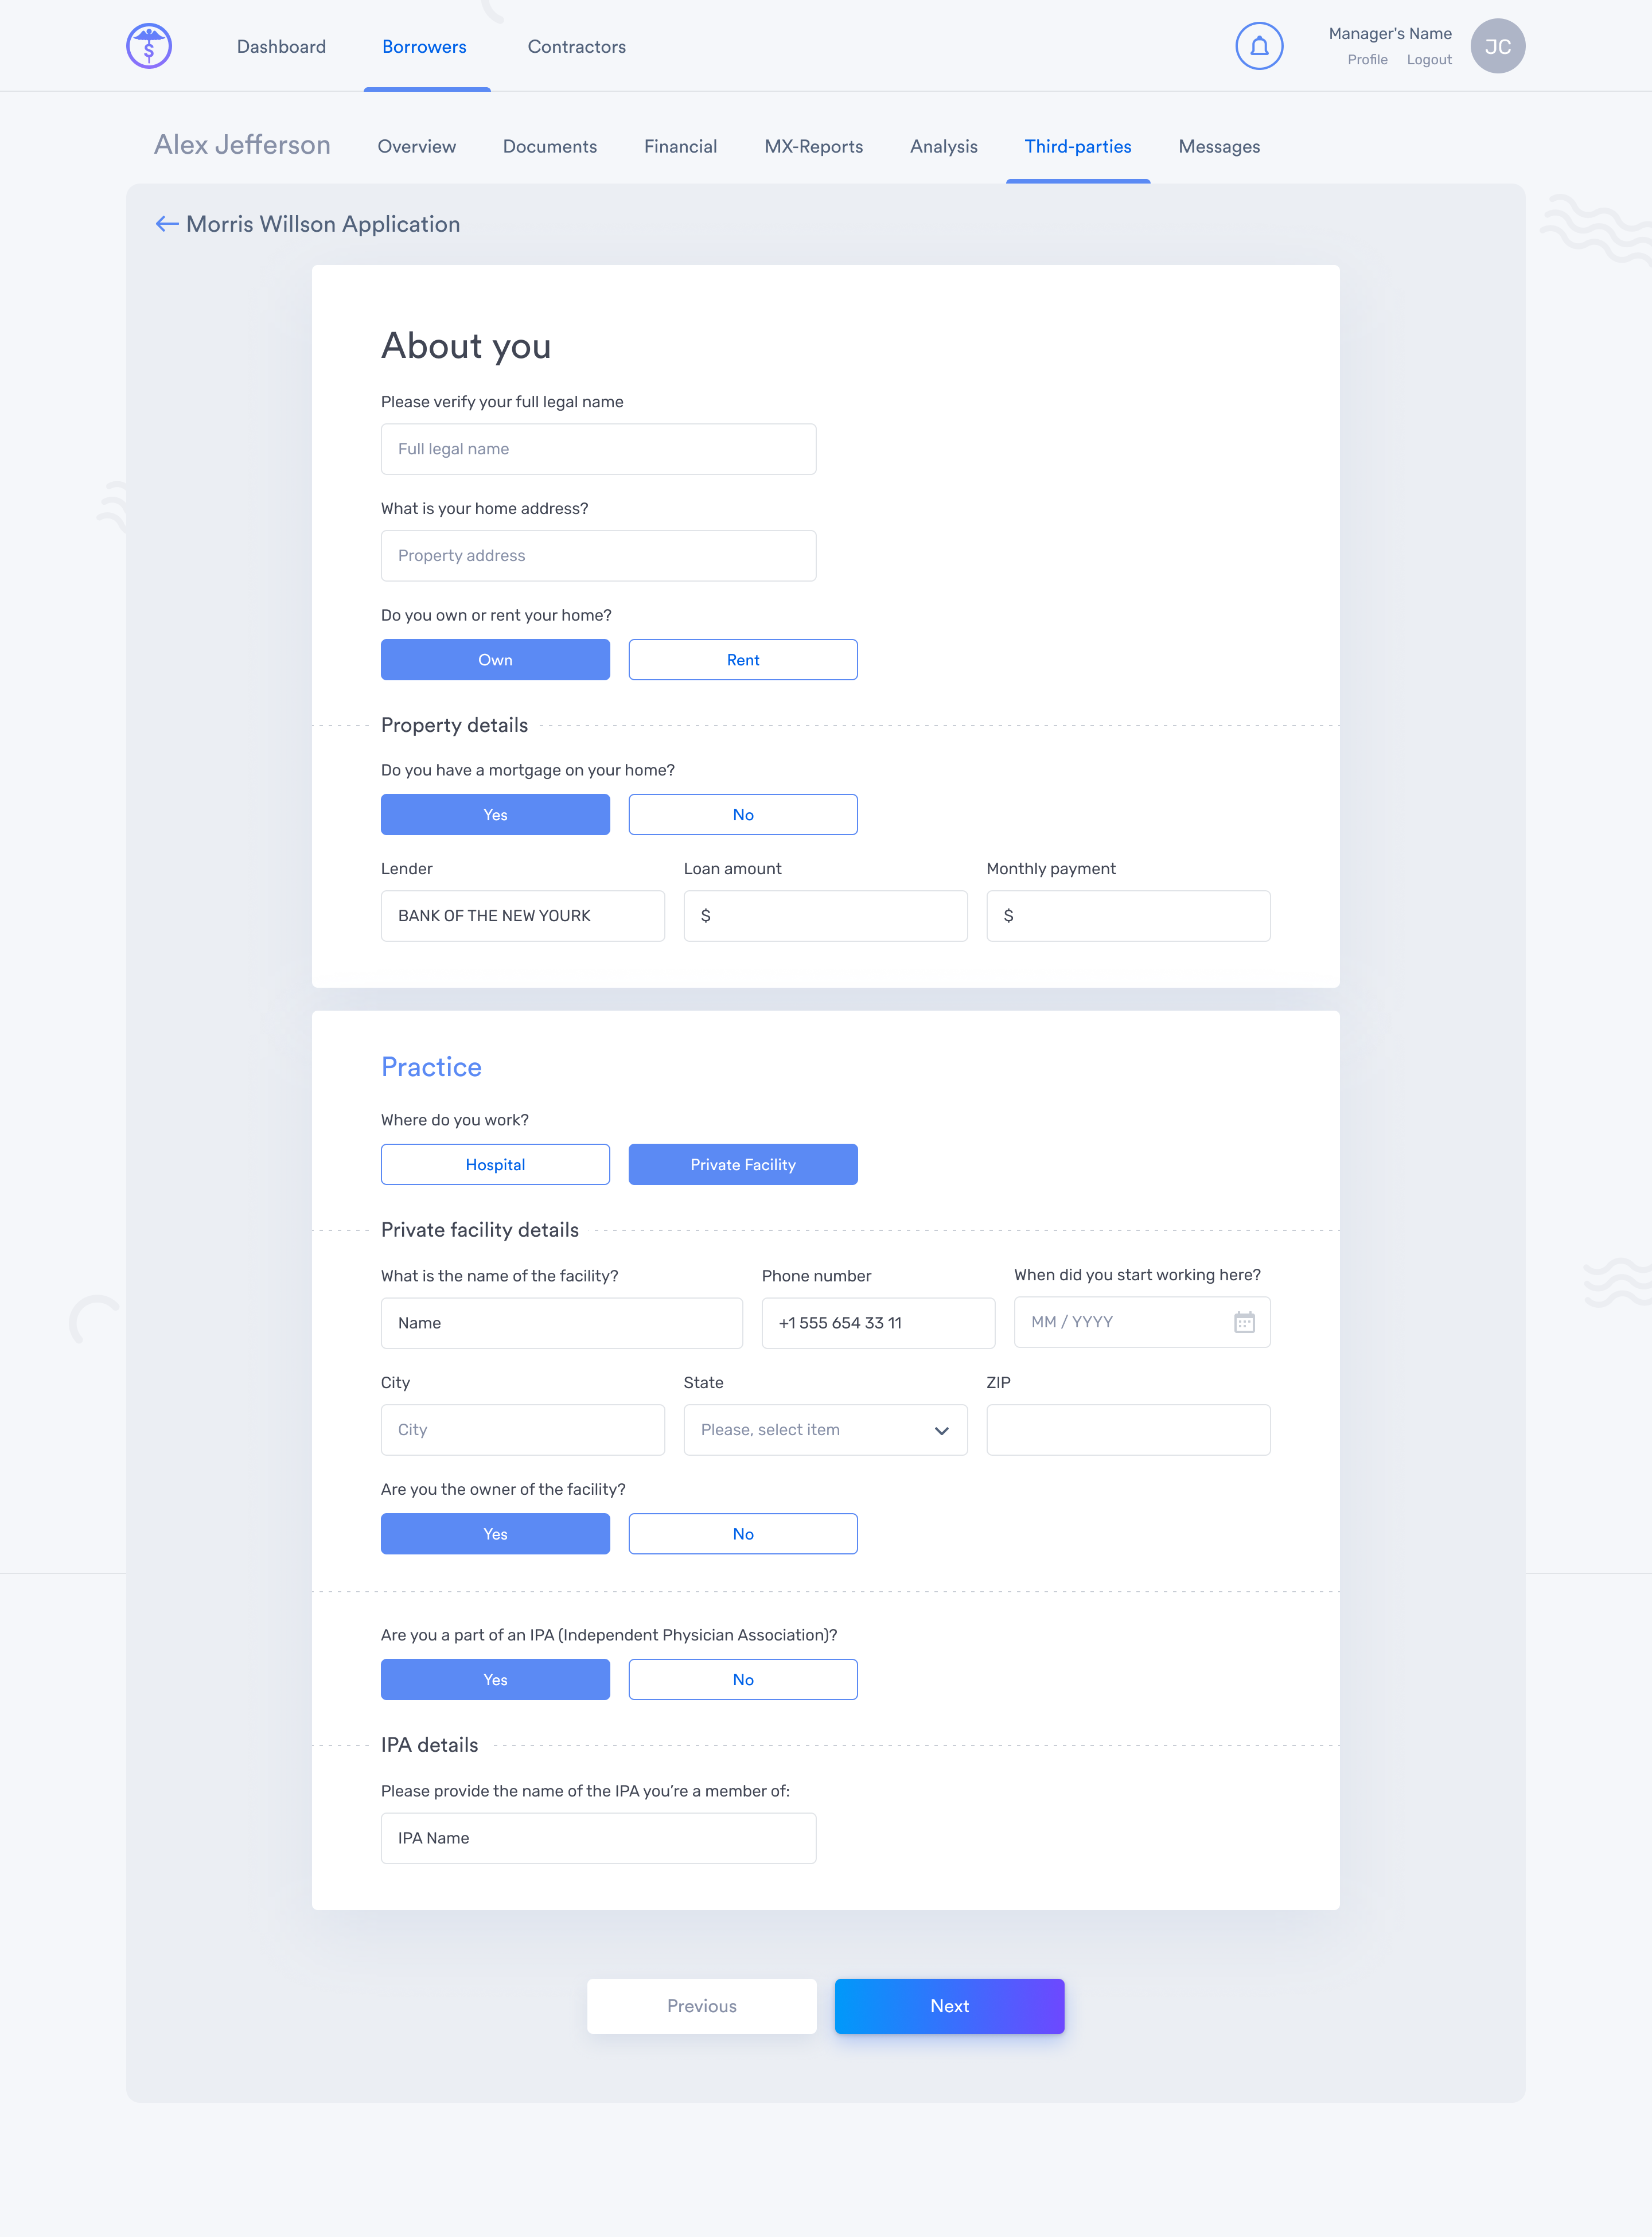 Dashboard
Borrowers
Contractors
Manager's Name
Profile
Logout
JC
Alex Jefferson
Overview
Documents
Financial
MX-Reports
Analysis
Third-parties
Messages
Morris Willson Application
About you
Please verify your full legal name
Full legal name
What is your home address?
Property address
Do you own or rent your home?
Own
Rent
Property details
Do you have a mortgage on your home?
Yes
No
Lender
Loan amount
Monthly payment
BANK OF THE NEW YOURK
$
$
Practice
Where do you work?
Hospital
Private Facility
Private facility details
What is the name of the facility?
Phone number
When did you start working here?
Name
+1 555 654 33 11
MM / YYYY
City
State
ZIP
City
Please, select item
Are you the owner of the facility?
Yes
No
Are you a part of an IPA (Independent Physician Association)?
Yes
No
IPA details
Please provide the name of the IPA you’re a member of:
IPA Name
Previous
Next